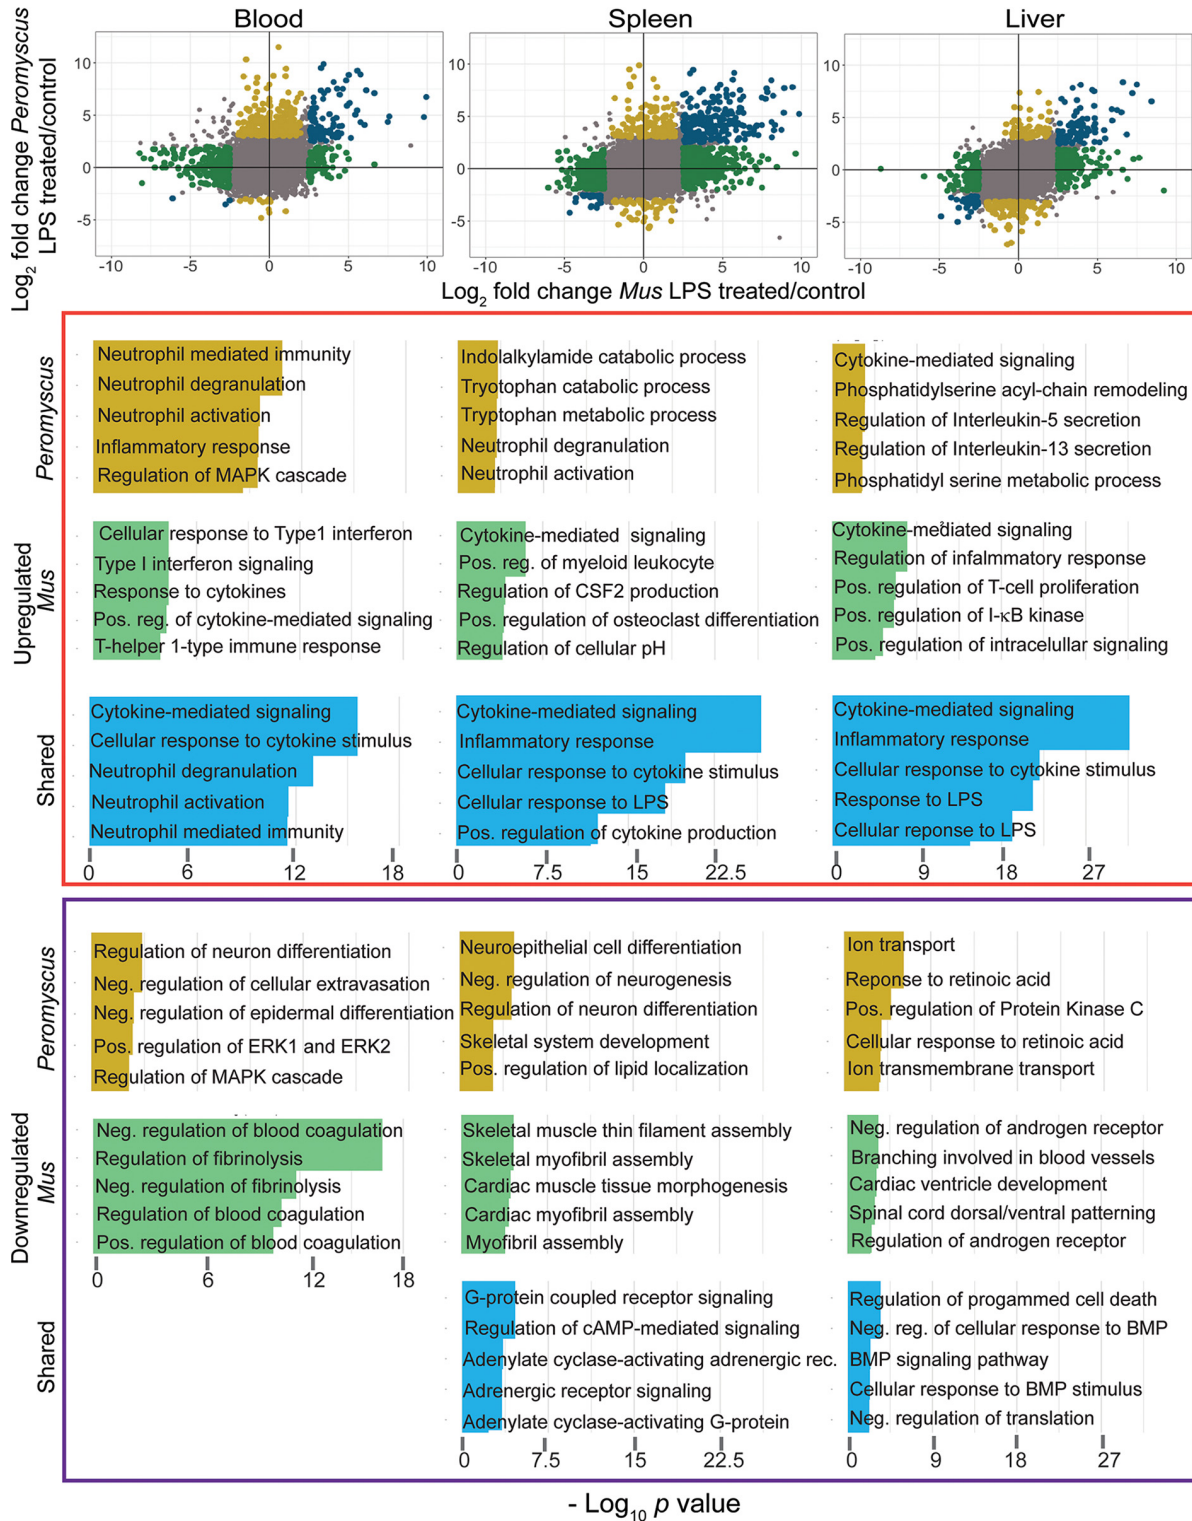 Blood
Spleen
Liver
Log2 fold change Peromyscus
LPS treated/control
10
5
0
-5
-10
-5
0
5
10
10
5
0
-5
-10
-5
0
5
10
10
5
0
-5
-10
-5
0
5
10
Log2 fold change Mus LPS treated/control
Upregulated
Peromyscus
Neutrophil mediated immunity
Neutrophil degranulation
Neutrophil activation
Inflammatory response
Regulation of MAPK cascade
Indolalkylamide catabolic process
Tryotophan catabolic process
Tryptophan metabolic process
Neutrophil degranulation
Neutrophil activation
Cytokine-mediated signaling
Phosphatidylserine acyl-chain remodeling
Regulation of Interleukin-5 secretion
Regulation of Interleukin-13 secretion
Phosphatidyl serine metabolic process
Mus
Cellular response to Type1 interferon
Type I interferon signaling
Response to cytokines
Pos. reg. of cytokine-mediated signaling
T-helper 1-type immune response
Cytokine-mediated signaling
Pos. reg. of myeloid leukocyte
Regulation of CSF2 production
Pos. regulation of osteoclast differentiation
Regulation of cellular pH
Cytokine-mediated signaling
Regulation of infalmmatory response
Pos. regulation of T-cell proliferation
Pos. regulation of I-κB kinase
Pos. regulation of intracelullar signaling
Shared
Cytokine-mediated signaling
Cellular response to cytokine stimulus
Neutrophil degranulation
Neutrophil activation
Neutrophil mediated immunity
0
6
12
18
Cytokine-mediated signaling
Inflammatory response
Cellular response to cytokine stimulus
Cellular response to LPS
Pos. regulation of cytokine production
0
7.5
15
22.5
Cytokine-mediated signaling
Inflammatory response
Cellular response to cytokine stimulus
Response to LPS
Cellular reponse to LPS
0
9
18
27
Downregulated
Peromyscus
Regulation of neuron differentiation
Neg. regulation of cellular extravasation
Neg. regulation of epidermal differentiation
Pos. regulation of ERK1 and ERK2
Regulation of MAPK cascade
Neuroepithelial cell differentiation
Neg. regulation of neurogenesis
Regulation of neuron differentiation
Skeletal system development
Pos. regulation of lipid localization
Ion transport
Reponse to retinoic acid
Pos. regulation of Protein Kinase C
Cellular response to retinoic acid
Ion transmembrane transport
Mus
Neg. regulation of blood coagulation
Regulation of fibrinolysis
Neg. regulation of fibrinolysis
Regulation of blood coagulation
Pos. regulation of blood coagulation
0
6
12
18
Skeletal muscle thin filament assembly
Skeletal myofibril assembly
Cardiac muscle tissue morphogenesis
Cardiac myofibril assembly
Myofibril assembly
Neg. regulation of androgen receptor
Branching involved in blood vessels
Cardiac ventricle development
Spinal cord dorsal/ventral patterning
Regulation of androgen receptor
Shared
G-protein coupled receptor signaling
Regulation of cAMP-mediated signaling
Adenylate cyclase-activating adrenergic rec.
Adrenergic receptor signaling
Adenylate cyclase-activating G-protein
0
7.5
15
22.5
Regulation of progammed cell death
Neg. reg. of cellular response to BMP
BMP signaling pathway
Cellular response to BMP stimulus
Neg. regulation of translation
0
9
18
27
- Log10 p value